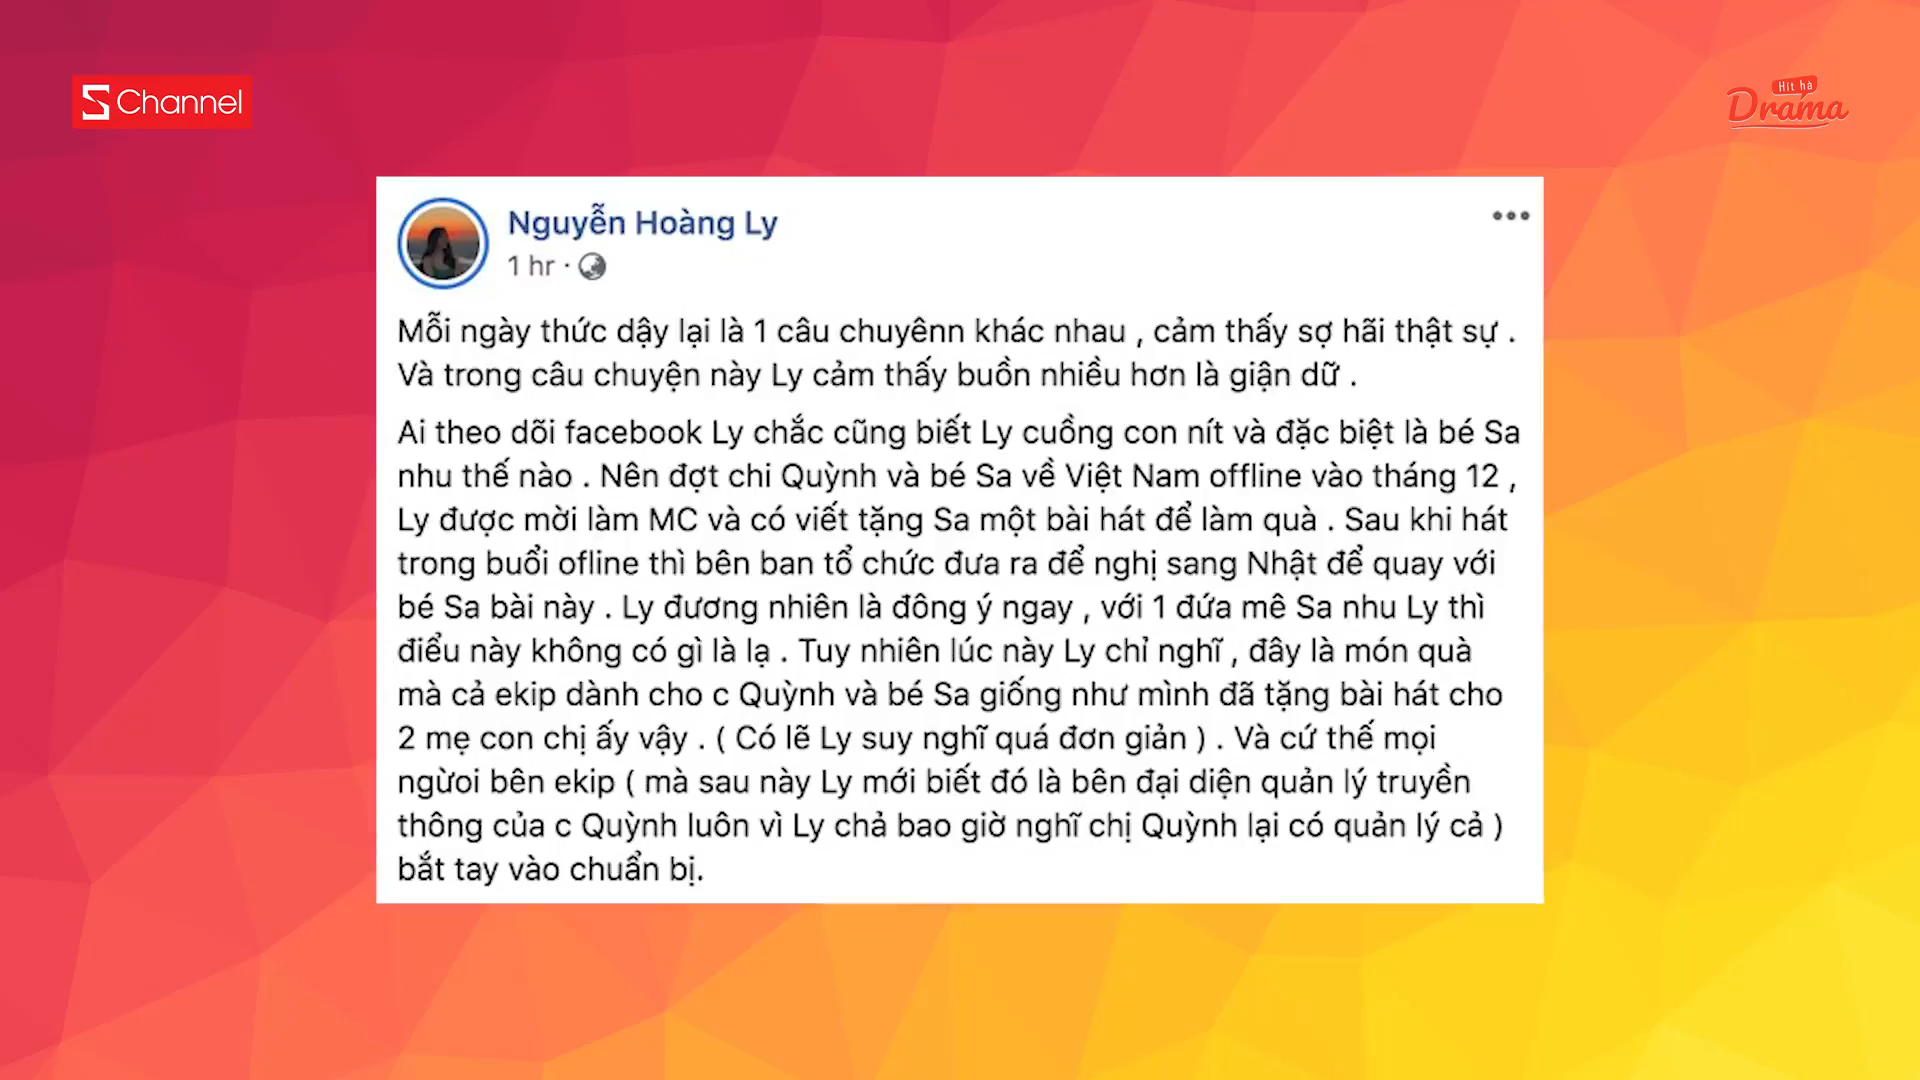 S Channel
Hít hà
Drama
Nguyễn Hoàng Ly
1 hr ·
Mỗi ngày thức dậy lại là 1 câu chuyênn khác nhau , cảm thấy sợ hãi thật sự .
Và trong câu chuyện này Ly cảm thấy buồn nhiều hơn là giận dữ .
Ai theo dõi facebook Ly chắc cũng biết Ly cuồng con nít và đặc biệt là bé Sa
nhu thế nào . Nên đợt chi Quỳnh và bé Sa về Việt Nam offline vào tháng 12 ,
Ly được mời làm MC và có viết tặng Sa một bài hát để làm quà . Sau khi hát
trong buổi ofline thì bên ban tổ chức đưa ra để nghị sang Nhật để quay với
bé Sa bài này . Ly đương nhiên là đông ý ngay , với 1 đứa mê Sa nhu Ly thì
điểu này không có gì là lạ . Tuy nhiên lúc này Ly chỉ nghĩ , đây là món quà
mà cả ekip dành cho c Quỳnh và bé Sa giống như mình đã tặng bài hát cho
2 mẹ con chị ấy vậy . ( Có lẽ Ly suy nghĩ quá đơn giản ) . Và cứ thế mọi
ngừoi bên ekip ( mà sau này Ly mới biết đó là bên đại diện quản lý truyền
thông của c Quỳnh luôn vì Ly chả bao giờ nghĩ chị Quỳnh lại có quản lý cả )
bắt tay vào chuẩn bị.